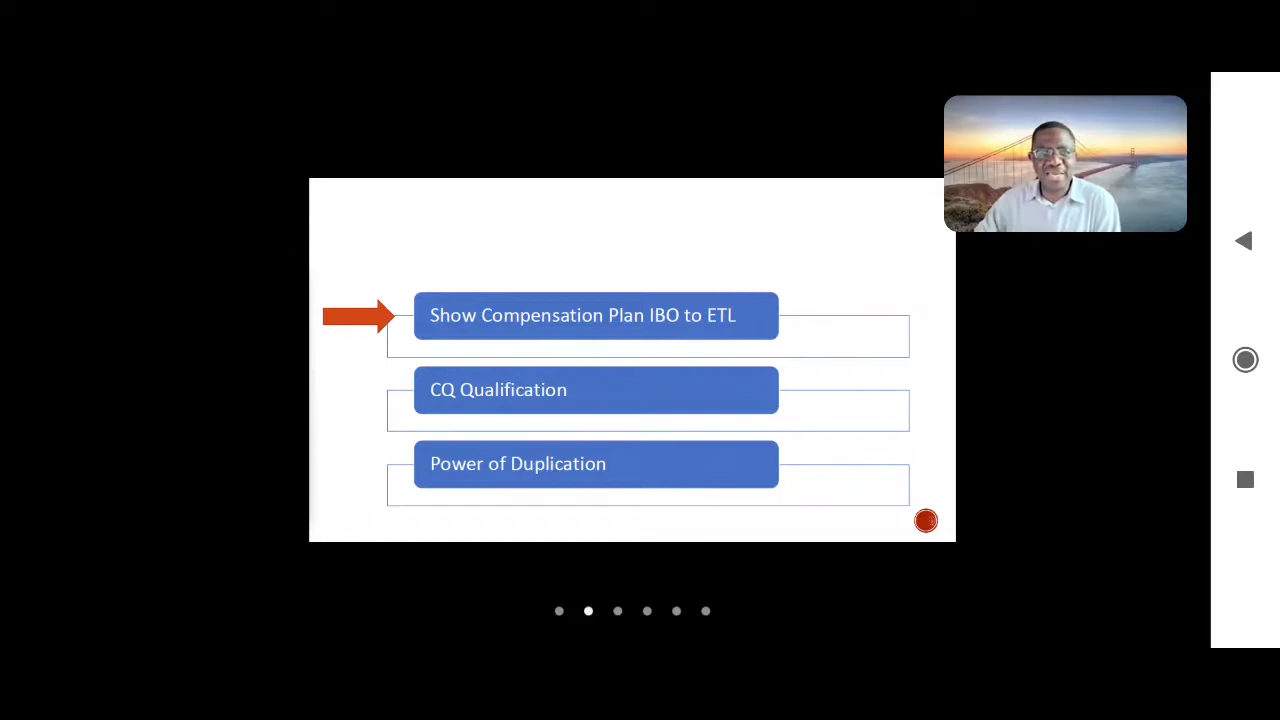 Show Compensation Plan IBO to ETL
CQ Qualification
Power of Duplication